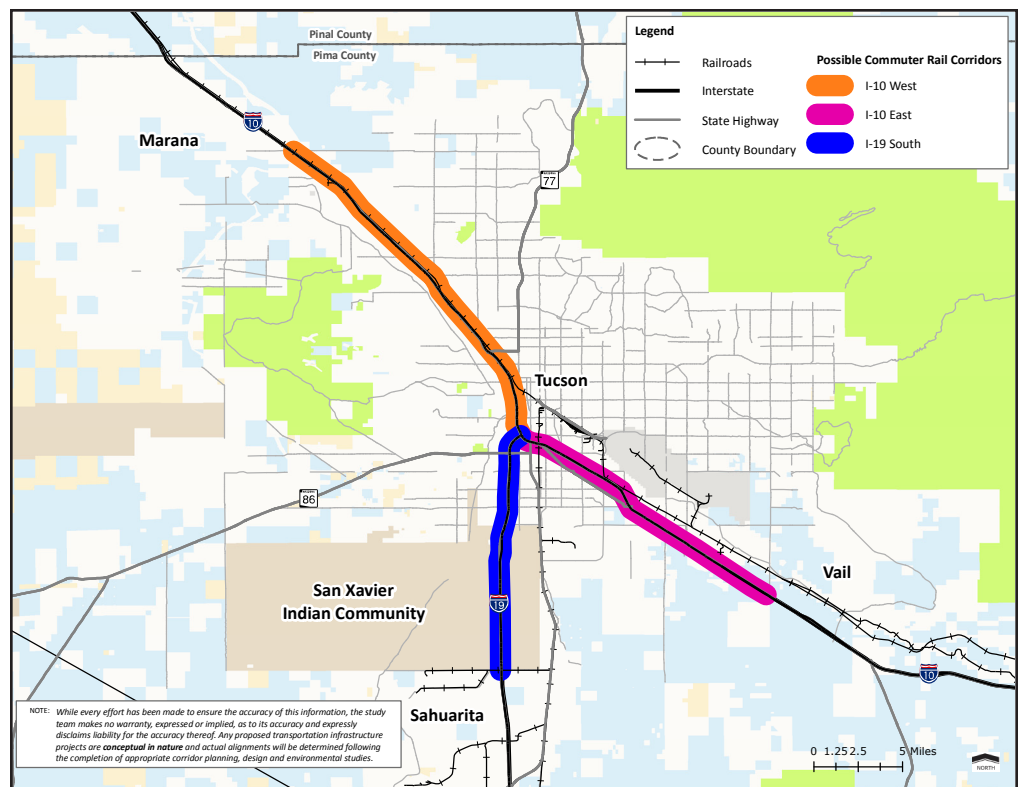 Pinal County
Pima County
Legend
Railroads
Interstate
State Highway
County Boundary
Possible Commuter Rail Corridors
I-10 West
I-10 East
I-19 South
10
Marana
77
Tucson
86
San Xavier
Indian Community
19
Vail
10
Sahuarita
NOTE: While every effort has been made to ensure the accuracy of this information, the study
team makes no warranty, expressed or implied, as to its accuracy and expressly
disclaims liability for the accuracy thereof. Any proposed transportation infrastructure
projects are conceptual in nature and actual alignments will be determined following
the completion of appropriate corridor planning, design and environmental studies.
0 1.25 2.5 5 Miles
NORTH